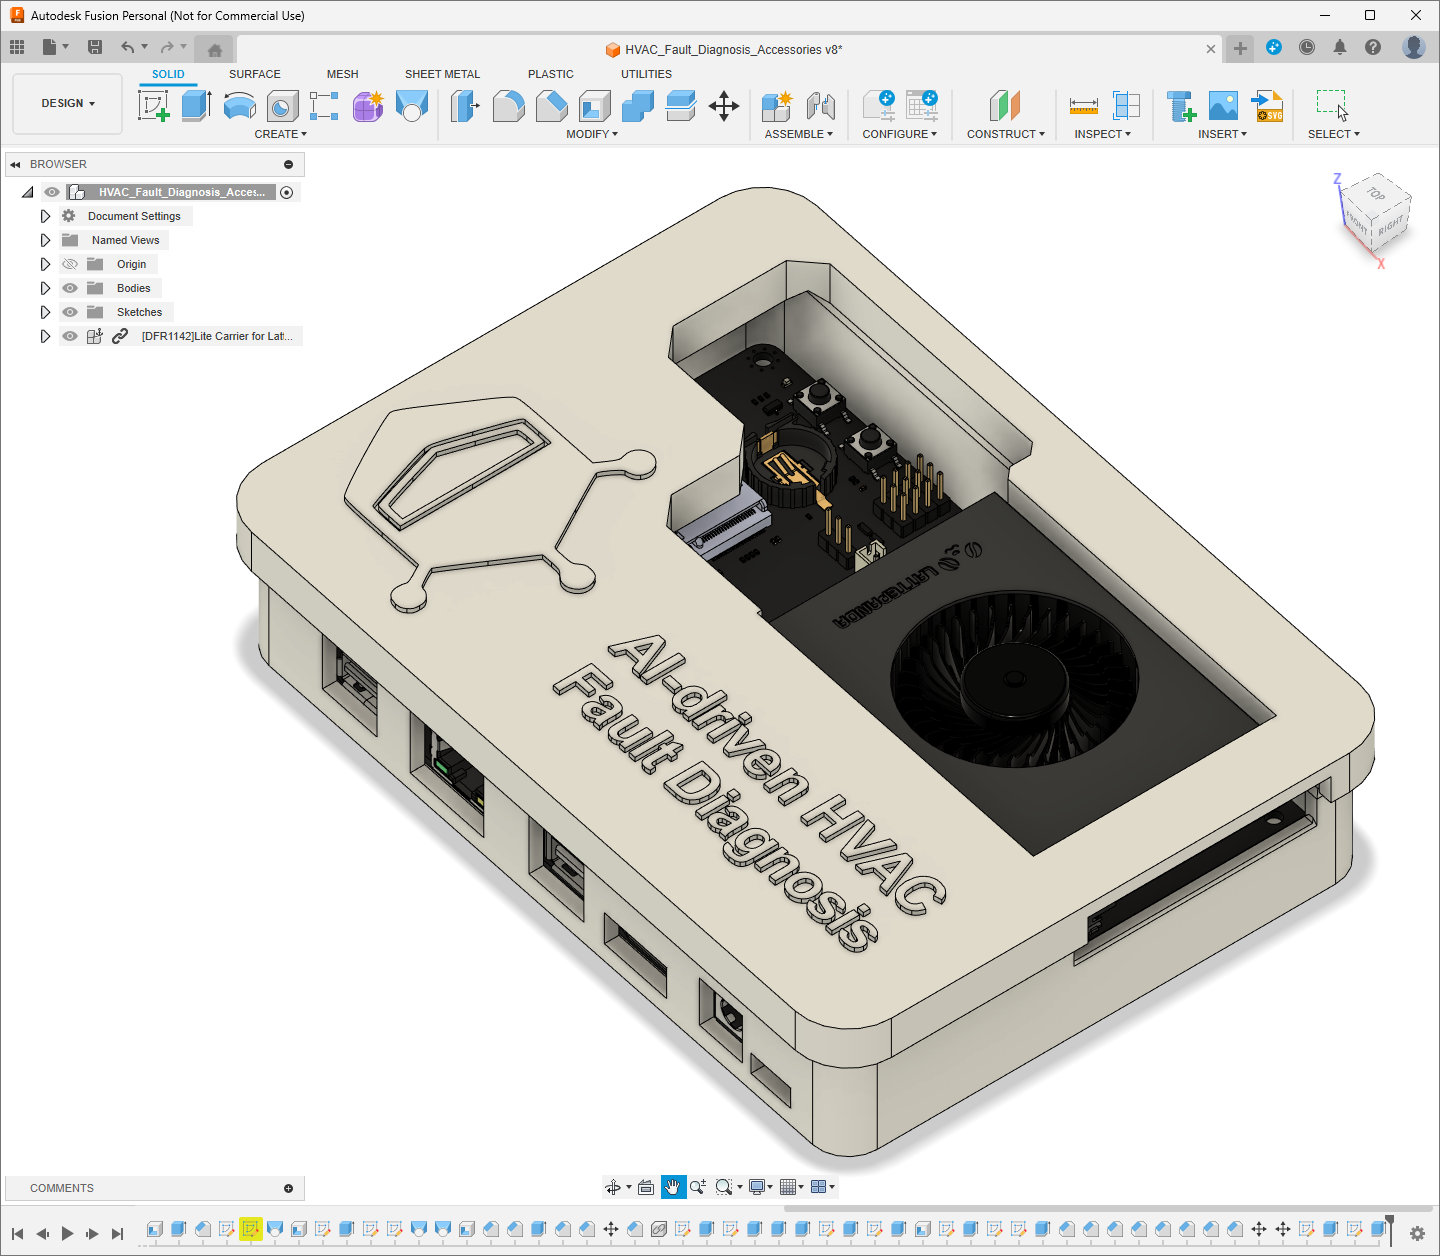 Autodesk Fusion Personal (Not for Commercial Use)
HVAC_Fault_Diagnosis_Accessories v8*
SOLID SURFACE MESH SHEET METAL PLASTIC UTILITIES
DESIGN
CREATE MODIFY ASSEMBLE CONFIGURE CONSTRUCT INSPECT INSERT SELECT
SVG
BROWSER
HVAC_Fault_Diagnosis_Acces...
Document Settings
Named Views
Origin
Bodies
Sketches
[DFR1142]Lite Carrier for Lat...
Z
TOP
FRONT
RIGHT
X
LATTEPANDA
AI-driven HVAC
Fault Diagnosis
COMMENTS